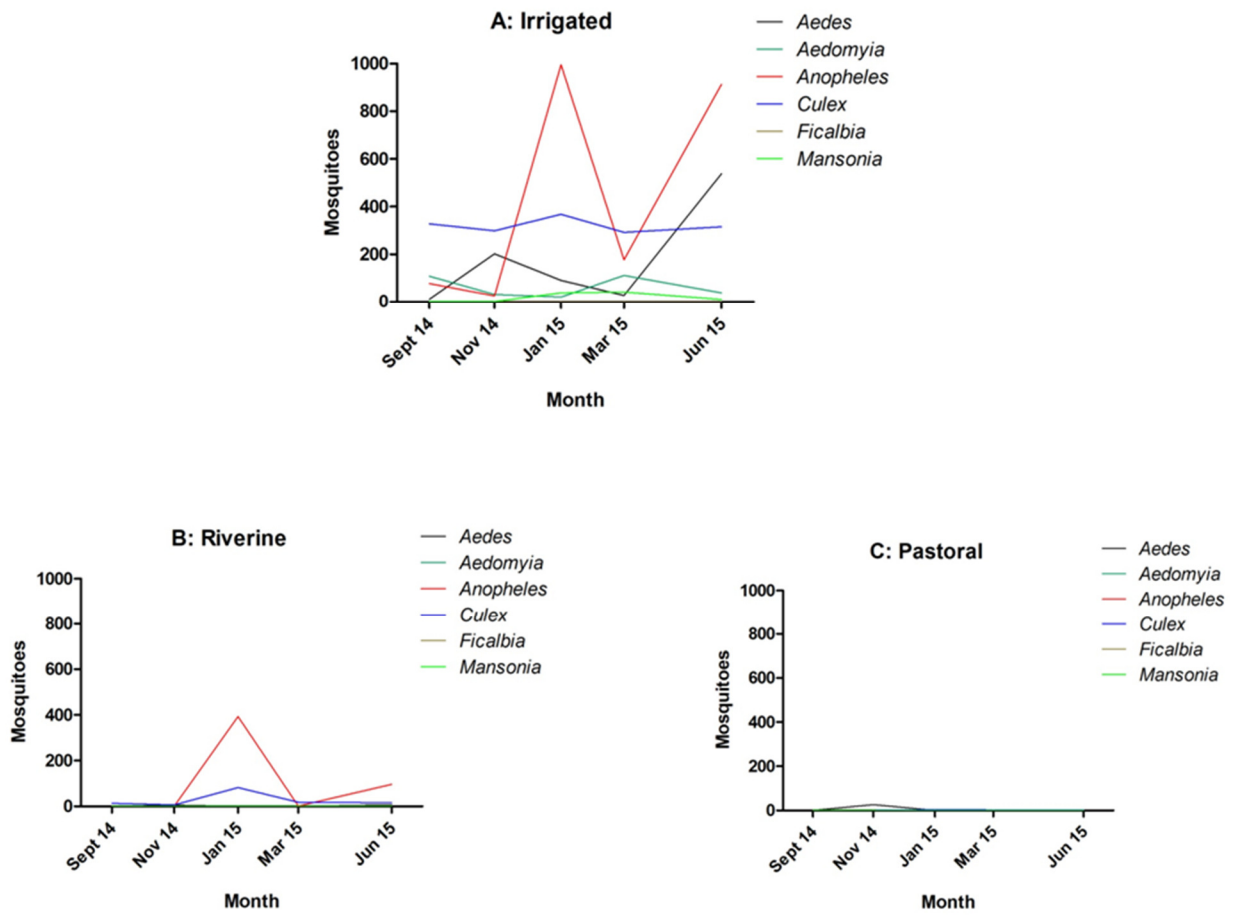 A: Irrigated
Aedes
Aedomyia
Anopheles
Culex
Ficalbia
Mansonia
Mosquitoes
1000
800
600
400
200
0
Sept 14
Nov 14
Jan 15
Mar 15
Jun 15
Month
B: Riverine
Aedes
Aedomyia
Anopheles
Culex
Ficalbia
Mansonia
Mosquitoes
1000
800
600
400
200
0
Sept 14
Nov 14
Jan 15
Mar 15
Jun 15
Month
C: Pastoral
Aedes
Aedomyia
Anopheles
Culex
Ficalbia
Mansonia
Mosquitoes
1000
800
600
400
200
0
Sept 14
Nov 14
Jan 15
Mar 15
Jun 15
Month